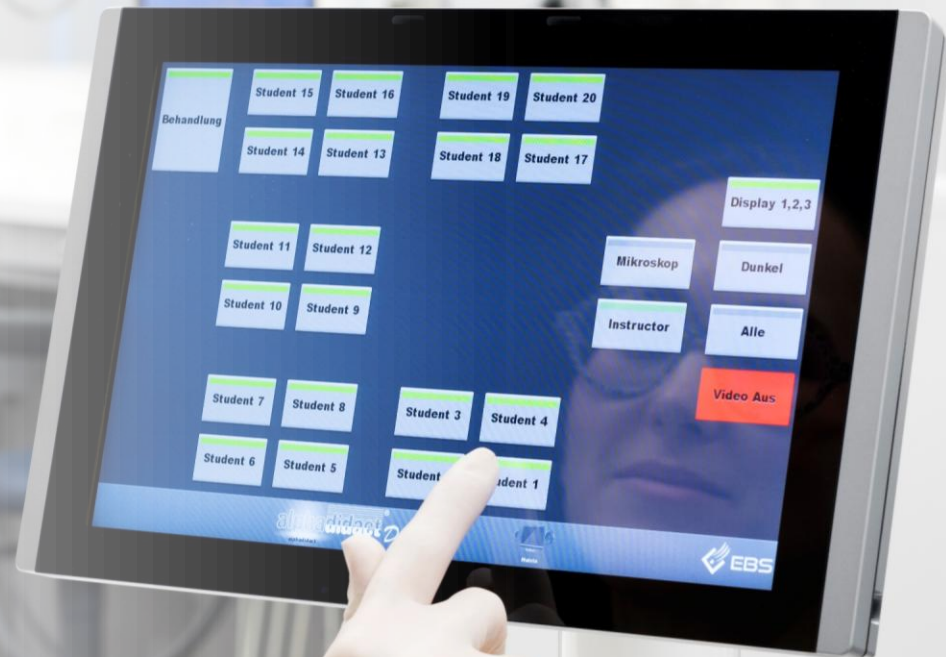 Behandlung
Student 15
Student 16
Student 19
Student 20
Student 14
Student 13
Student 18
Student 17
Display 1,2,3
Student 11
Student 12
Mikroskop
Dunkel
Student 10
Student 9
Instructor
Alle
Video Aus
Student 7
Student 8
Student 3
Student 4
Student 6
Student 5
Student
udent 1
didact
EBS